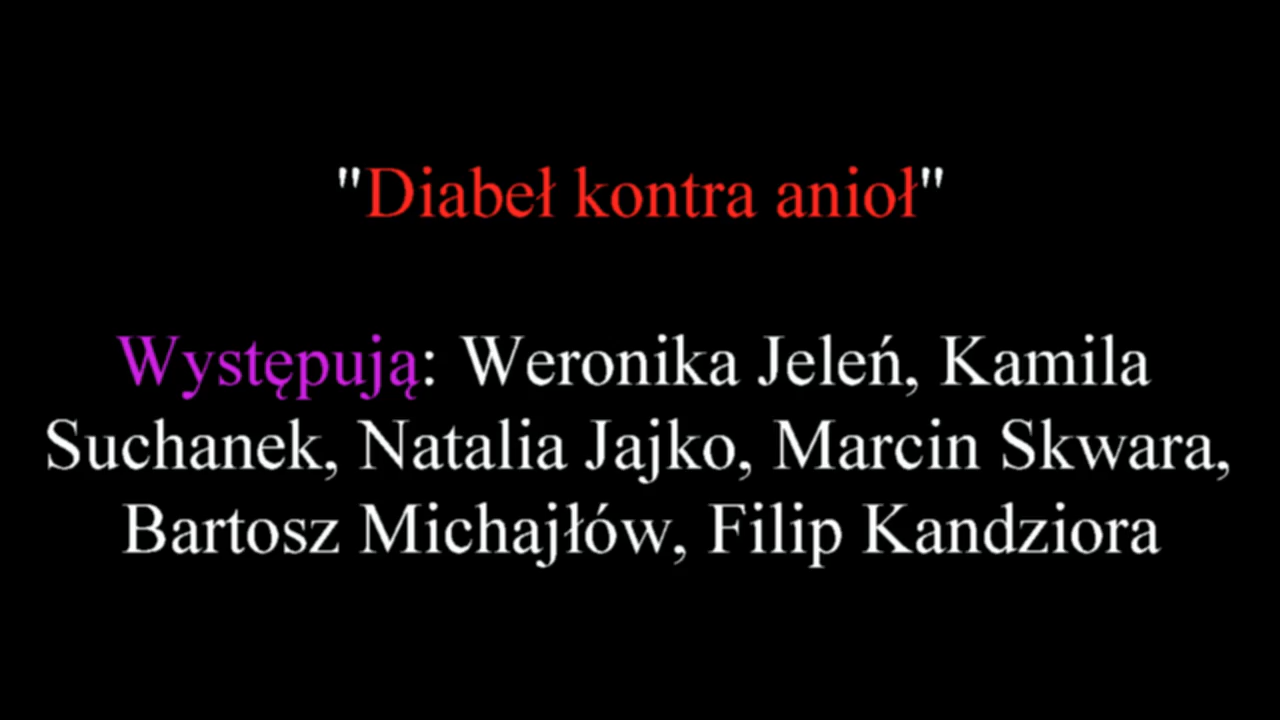 "Diabeł kontra anioł"
Występują: Weronika Jeleń, Kamila
Suchanek, Natalia Jajko, Marcin Skwara,
Bartosz Michajłów, Filip Kandziora